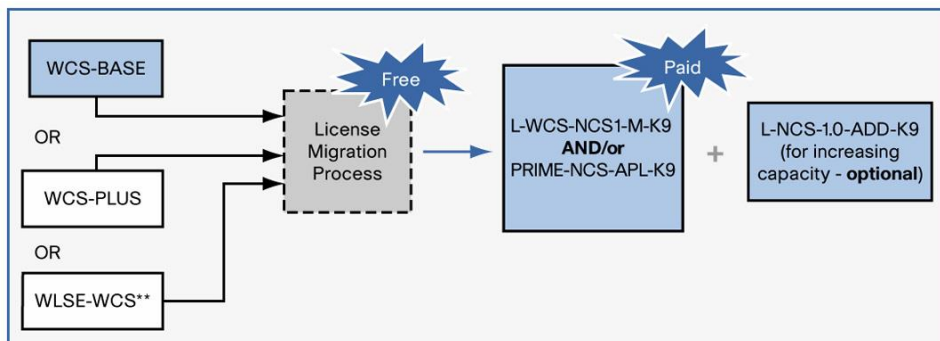 WCS-BASE
OR
WCS-PLUS
OR
WLSE-WCS**
License
Migration
Process
Free
L-WCS-NCS1-M-K9
AND/or
PRIME-NCS-APL-K9
Paid
+
L-NCS-1.0-ADD-K9
(for increasing
capacity - optional)